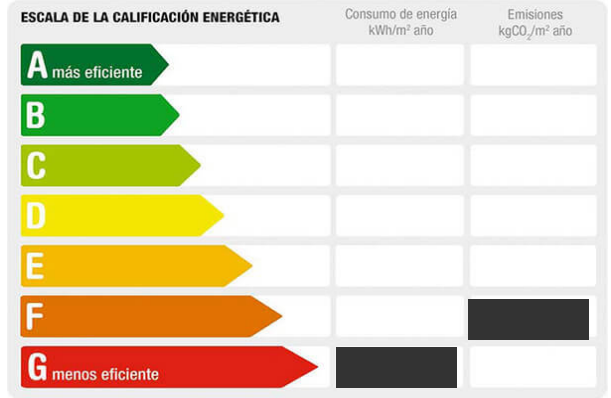 ESCALA DE LA CALIFICACIÓN ENERGÉTICA
Consumo de energía
kWh/m² año
Emisiones
kgCO₂/m² año
A más eficiente
B
C
D
E
F
G menos eficiente